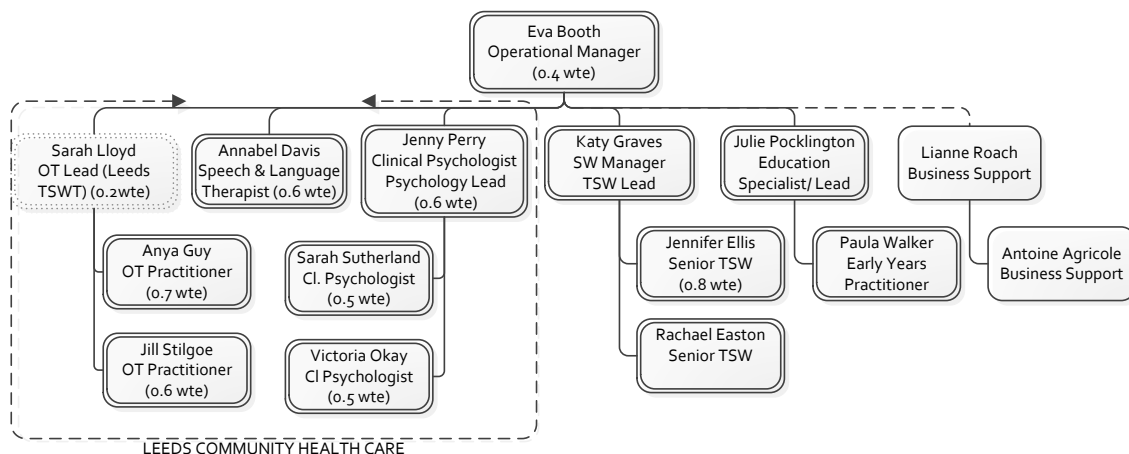 Eva Booth
Operational Manager
(0.4 wte)
Sarah Lloyd
OT Lead (Leeds
TSWT) (0.2wte)
Annabel Davis
Speech & Language
Therapist (0.6 wte)
Jenny Perry
Clinical Psychologist
Psychology Lead
(0.6 wte)
Katy Graves
SW Manager
TSW Lead
Julie Pocklington
Education
Specialist/ Lead
Lianne Roach
Business Support
Anya Guy
OT Practitioner
(0.7 wte)
Sarah Sutherland
Cl. Psychologist
(0.5 wte)
Jennifer Ellis
Senior TSW
(0.8 wte)
Paula Walker
Early Years
Practitioner
Antoine Agricole
Business Support
Jill Stilgoe
OT Practitioner
(0.6 wte)
Victoria Okay
Cl Psychologist
(0.5 wte)
Rachael Easton
Senior TSW
LEEDS COMMUNITY HEALTH CARE